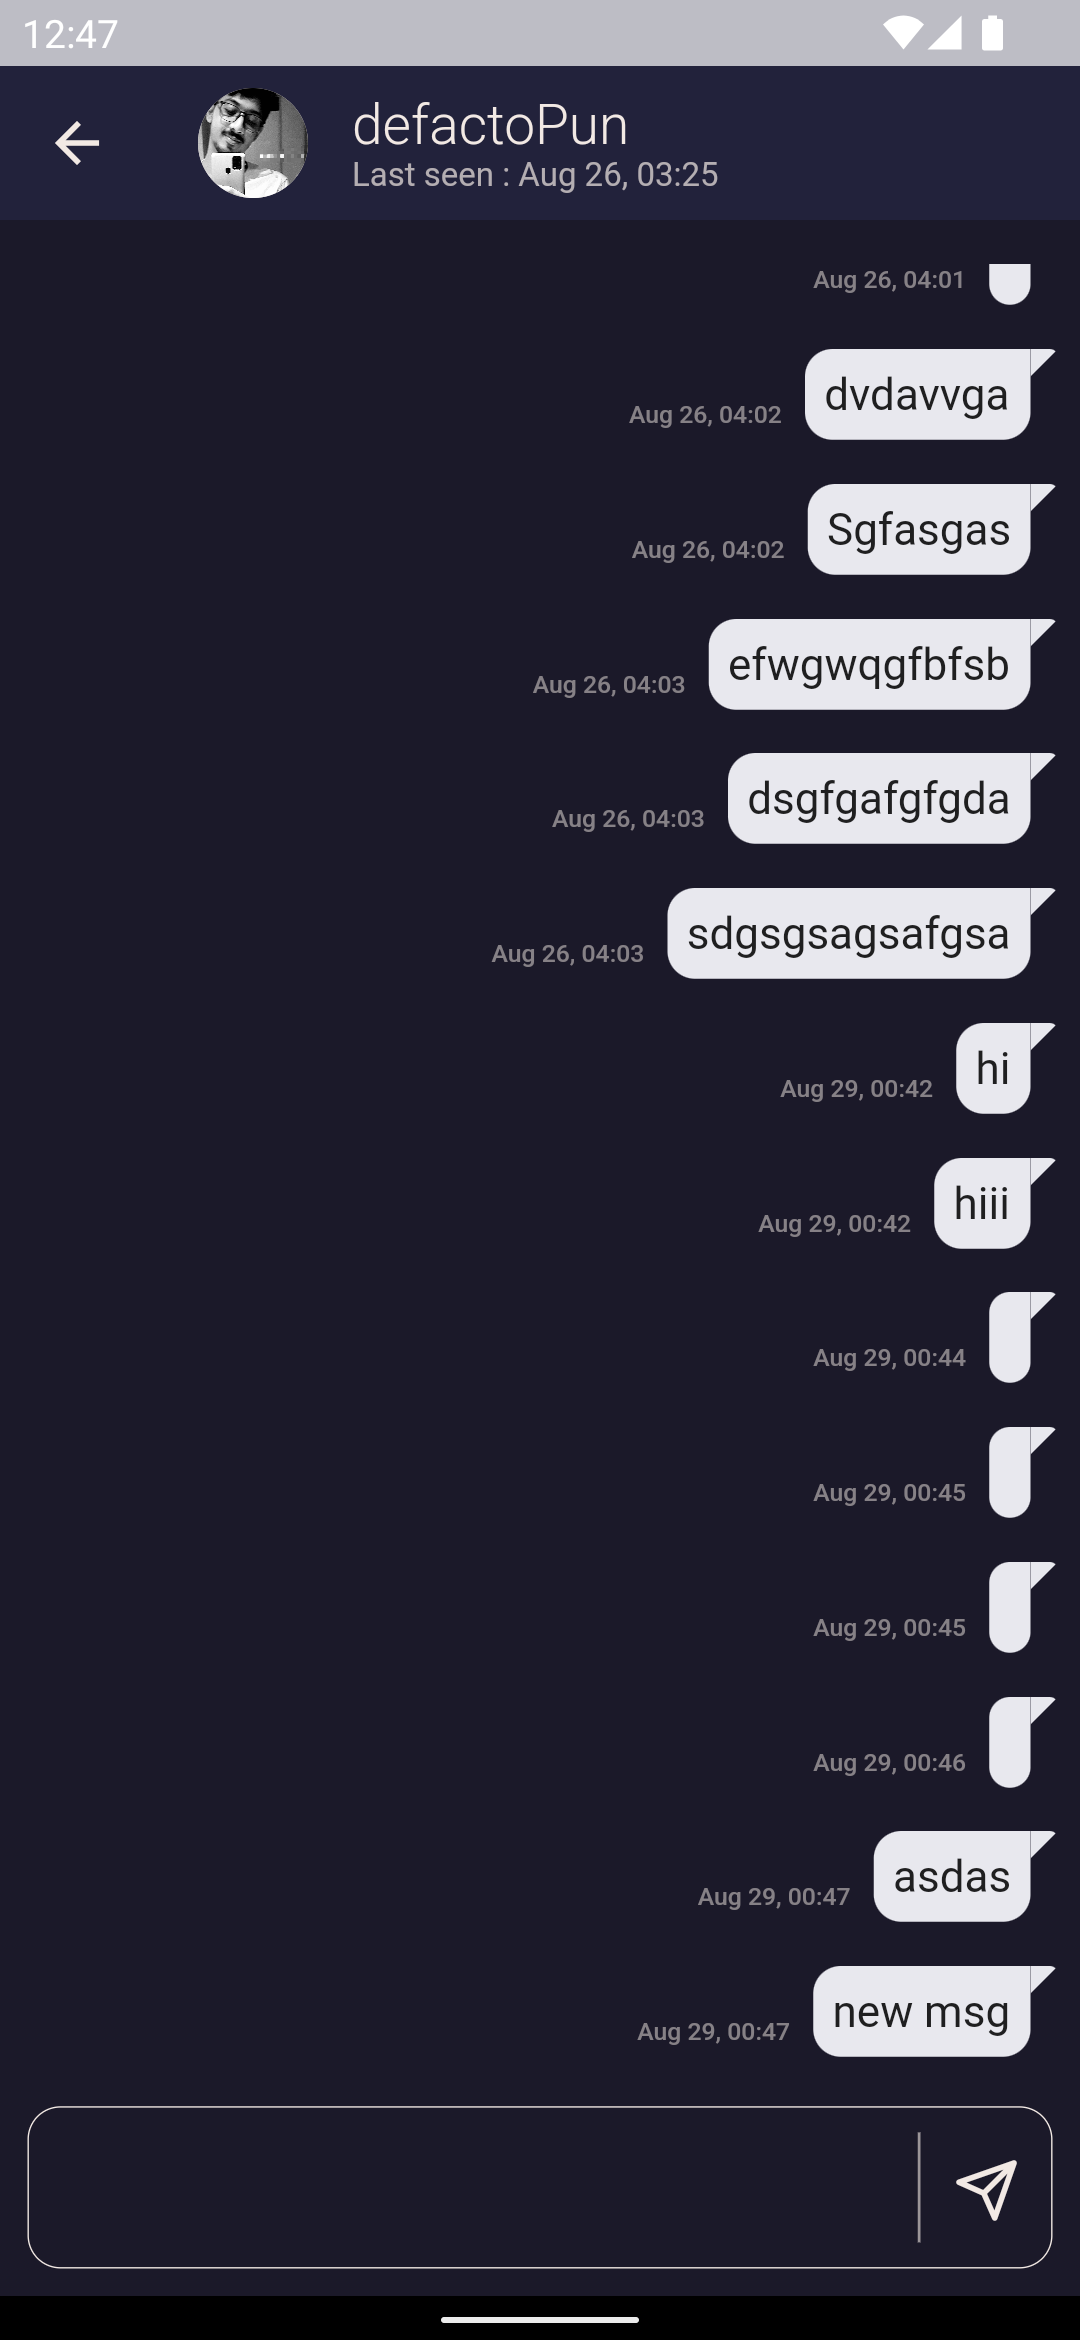 12:47
defactoPun
Last seen : Aug 26, 03:25
Aug 26, 04:01
dvdavvga
Aug 26, 04:02
Sgfasgas
Aug 26, 04:02
efwgwqgfbfsb
Aug 26, 04:03
dsgfgafgfgda
Aug 26, 04:03
sdgsgsagsafgsa
Aug 26, 04:03
hi
Aug 29, 00:42
hiii
Aug 29, 00:42
Aug 29, 00:44
Aug 29, 00:45
Aug 29, 00:45
Aug 29, 00:46
asdas
Aug 29, 00:47
new msg
Aug 29, 00:47